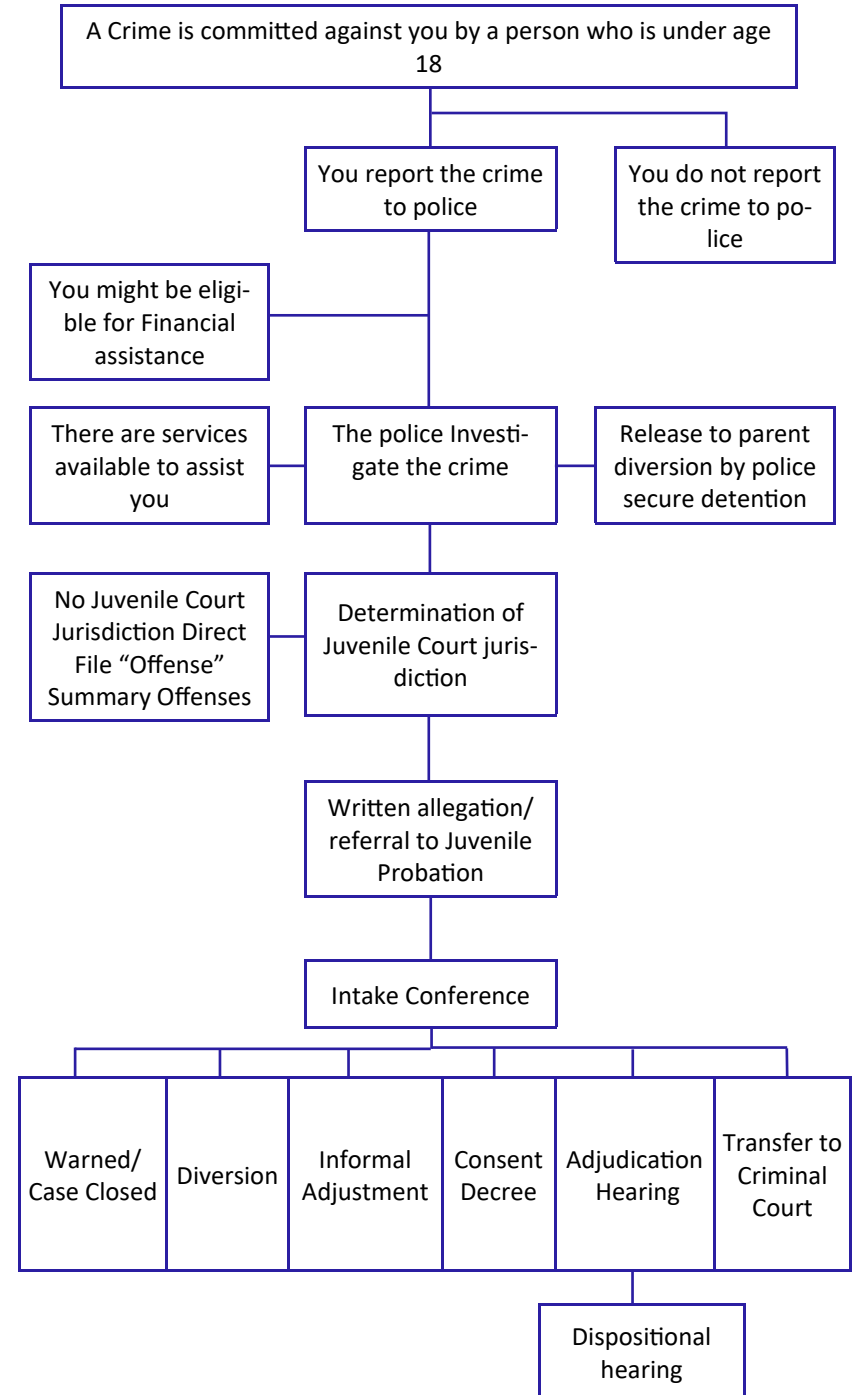 A Crime is committed against you by a person who is under age
18
You report the crime
to police
You do not report
the crime to po-
lice
You might be eligi-
ble for Financial
assistance
There are services
available to assist
you
The police Investi-
gate the crime
Release to parent
diversion by police
secure detention
No Juvenile Court
Jurisdiction Direct
File “Offense”
Summary Offenses
Determination of
Juvenile Court juris-
diction
Written allegation/
referral to Juvenile
Probation
Intake Conference
Warned/
Case Closed
Diversion
Informal
Adjustment
Consent
Decree
Adjudication
Hearing
Transfer to
Criminal
Court
Dispositional
hearing